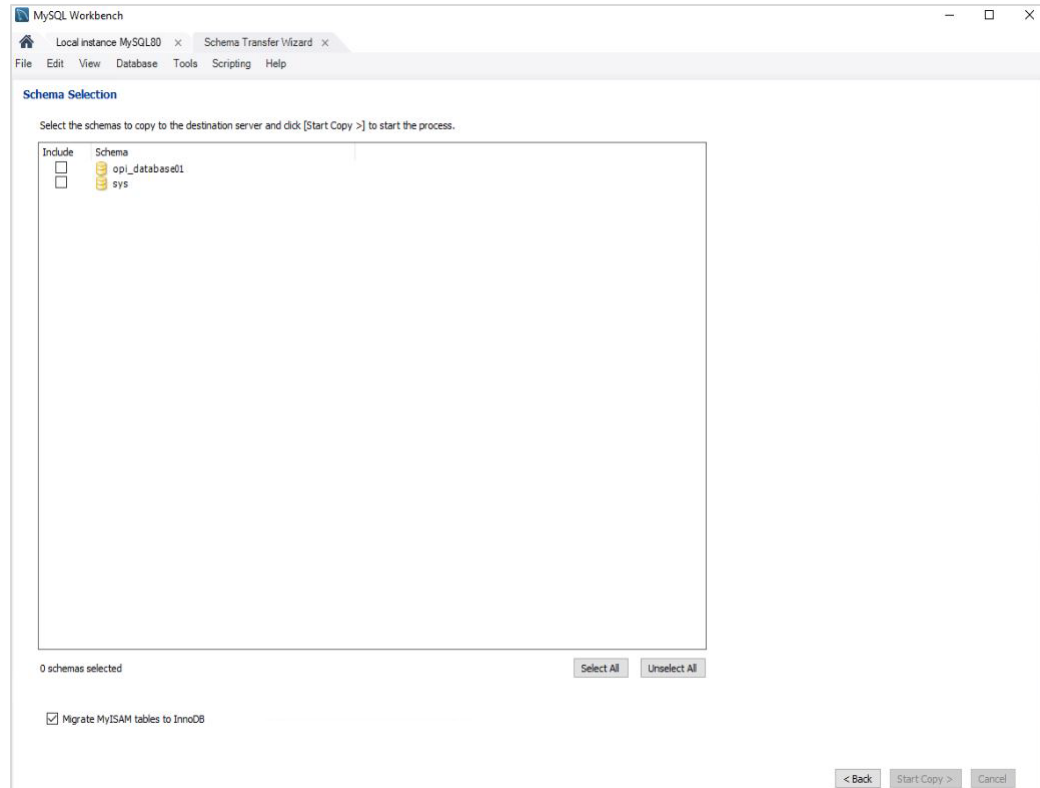 MySQL Workbench
Local instance MySQL80 Schema Transfer Wizard
File Edit View Database Tools Scripting Help
Schema Selection
Select the schemas to copy to the destination server and click [Start Copy >] to start the process.
Include Schema
opi_database01
sys
0 schemas selected Select All Unselect All
Migrate MyISAM tables to InnoDB
< Back Start Copy > Cancel